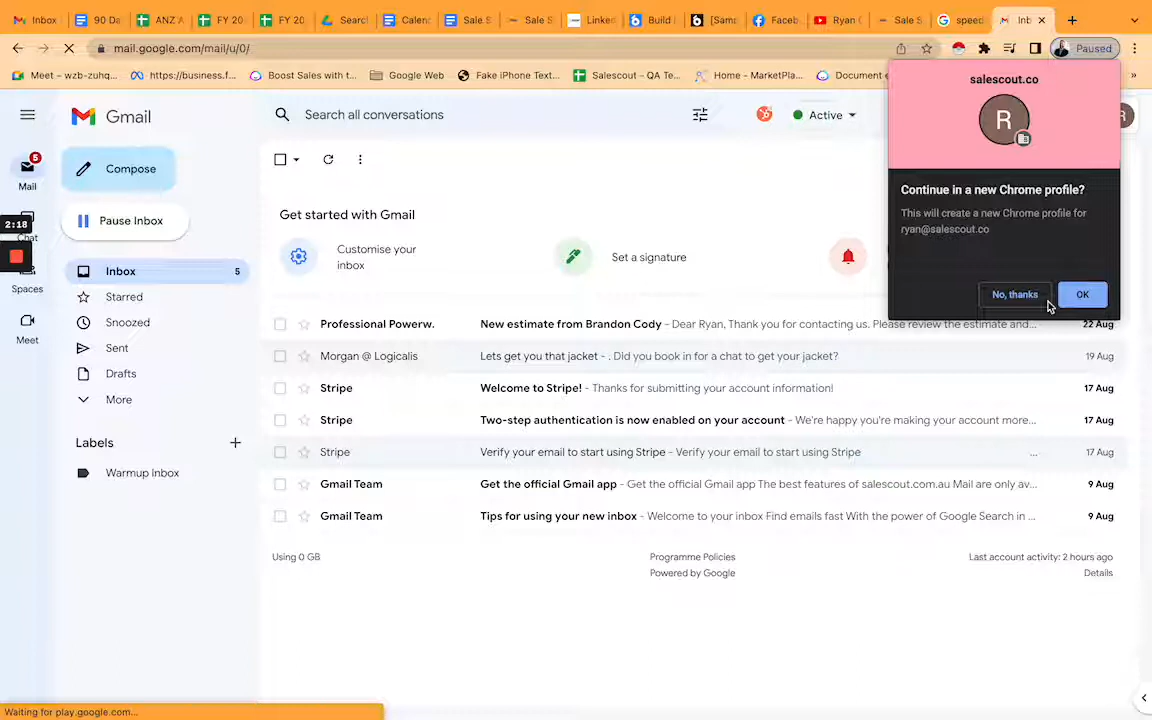 Inbox
90 Da
ANZ A
FY 20
FY 20
Searc
Calenc
Sale S
Sale S
Linke
Build i
[Sam
Faceb
Ryan C
Sale S
speed
Inb
mail.google.com/mail/u/0/
Paused
Meet – wzb-zuhq...
https://business.f...
Boost Sales with t...
Google Web
Fake iPhone Text...
Salescout – QA Te...
Home - MarketPla...
Document e
»
Gmail
Search all conversations
Active
salescout.co
R
Continue in a new Chrome profile?
This will create a new Chrome profile for
ryan@salescout.co
No, thanks
OK
5
Mail
2:18
Chat
Spaces
Meet
Compose
Pause Inbox
Inbox 5
Starred
Snoozed
Sent
Drafts
More
Labels
Warmup Inbox
Get started with Gmail
Customise your
inbox
Set a signature
Professional Powerw. New estimate from Brandon Cody - Dear Ryan, Thank you for contacting us. Please review the estimate and... 22 Aug
Morgan @ Logicalis Lets get you that jacket - . Did you book in for a chat to get your jacket? 19 Aug
Stripe Welcome to Stripe! - Thanks for submitting your account information! 17 Aug
Stripe Two-step authentication is now enabled on your account - We're happy you're making your account more... 17 Aug
Stripe Verify your email to start using Stripe - Verify your email to start using Stripe ... 17 Aug
Gmail Team Get the official Gmail app - Get the official Gmail app The best features of salescout.com.au Mail are only av... 9 Aug
Gmail Team Tips for using your new inbox - Welcome to your inbox Find emails fast With the power of Google Search in ... 9 Aug
Using 0 GB
Programme Policies
Powered by Google
Last account activity: 2 hours ago
Details
Waiting for play.google.com...